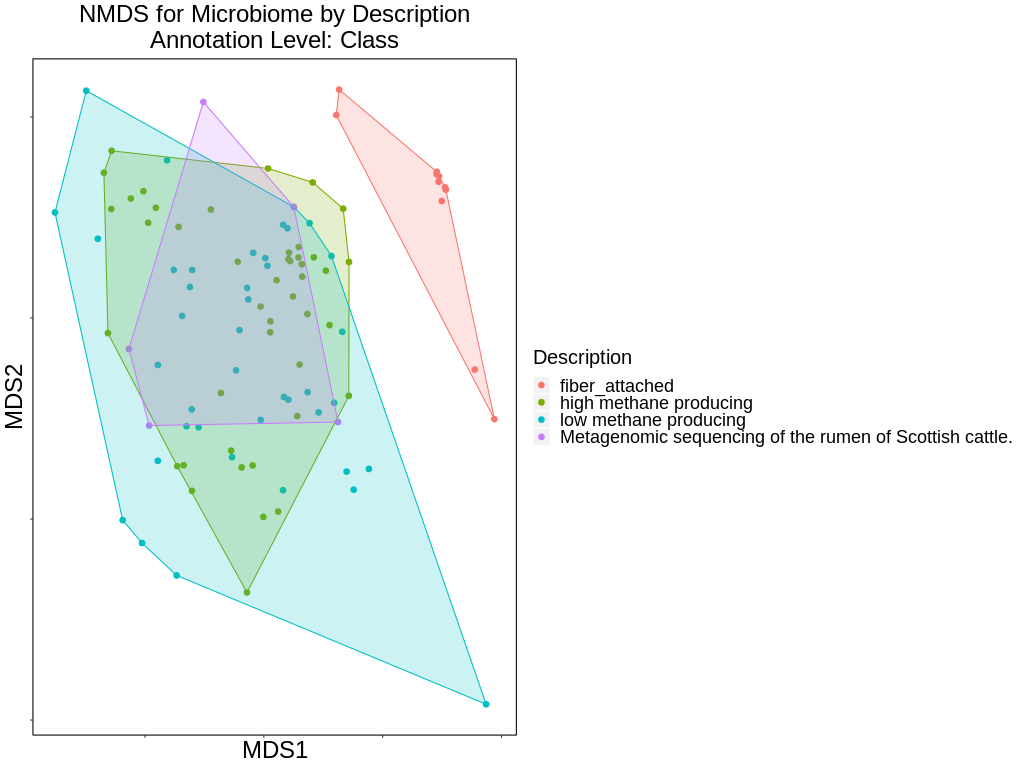 NMDS for Microbiome by Description
Annotation Level: Class
MDS2
MDS1
Description
fiber_attached
high methane producing
low methane producing
Metagenomic sequencing of the rumen of Scottish cattle.